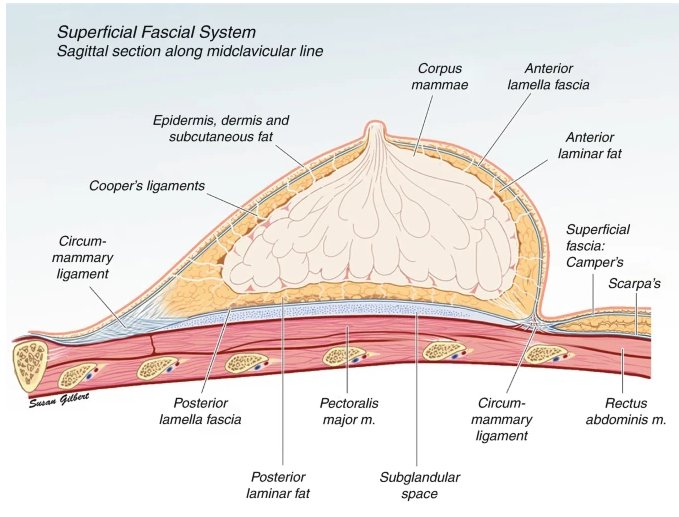 Superficial Fascial System
Sagittal section along midclavicular line
Corpus
mammae
Anterior
lamella fascia
Epidermis, dermis and
subcutaneous fat
Anterior
laminar fat
Cooper's ligaments
Circum-
mammary
ligament
Superficial
fascia:
Camper's
Scarpa's
Susan Gilbert
Posterior
lamella fascia
Pectoralis
major m.
Circum-
mammary
ligament
Rectus
abdominis m.
Posterior
laminar fat
Subglandular
space